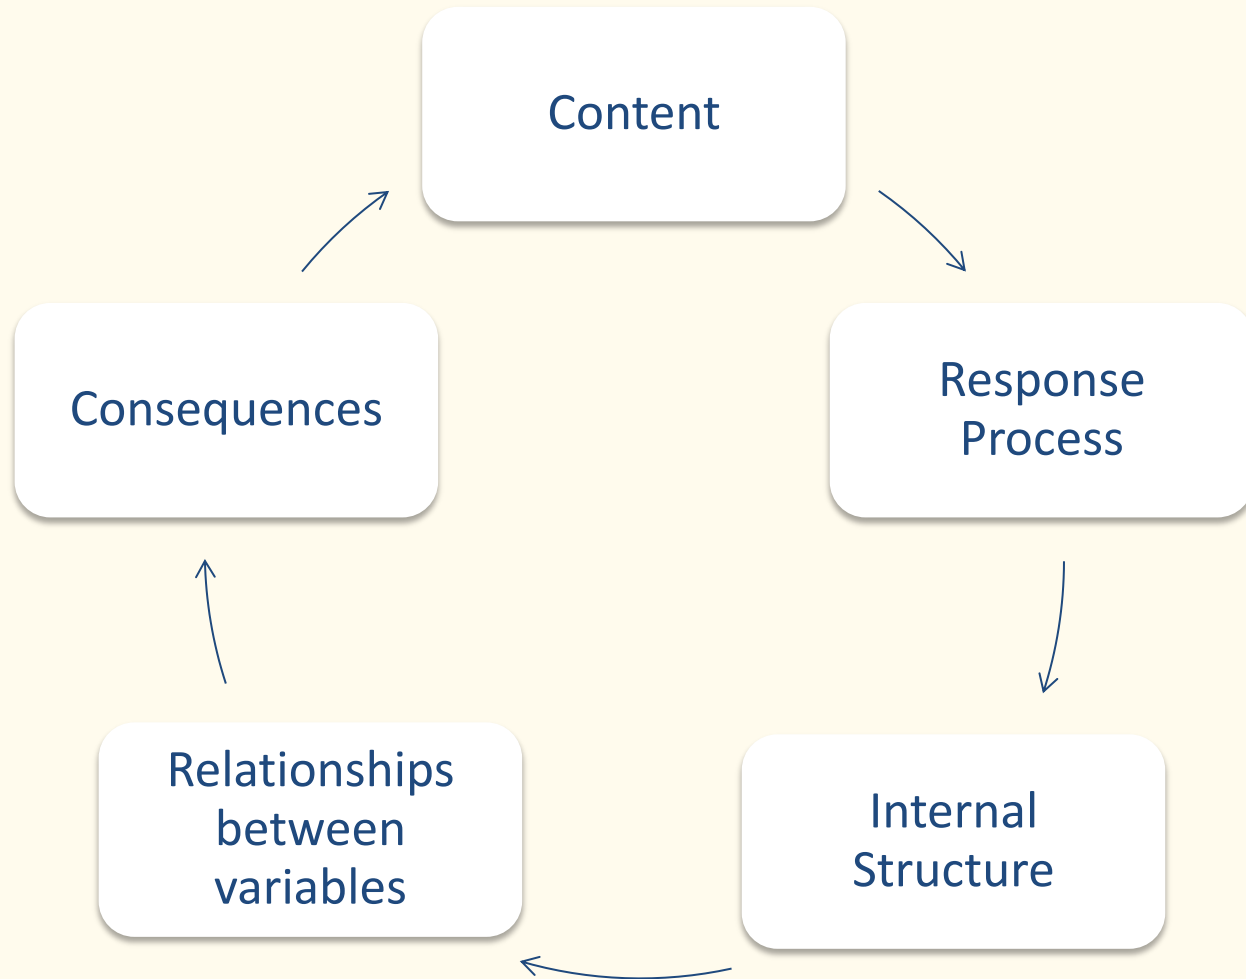 Content
Response
Process
Internal
Structure
Relationships
between
variables
Consequences